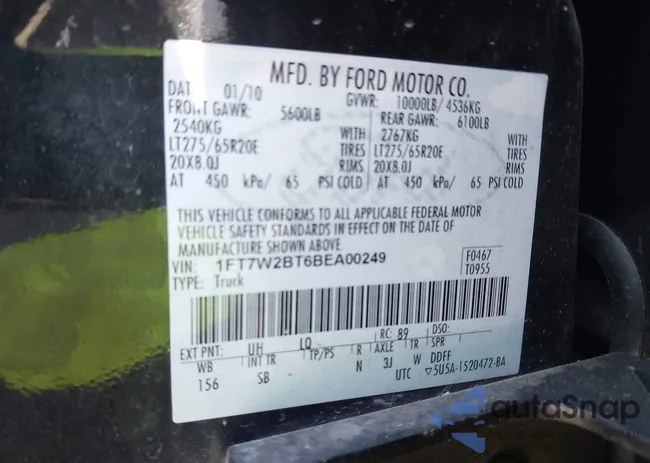 MFD. BY FORD MOTOR CO.
DATE 01/10 GVWR: 10000LB/ 4536KG
FRONT GAWR: 5600LB REAR GAWR: 6100LB
2540KG WITH 2767KG WITH
LT275/65R20E TIRES LT275/65R20E TIRES
20X8.0J RIMS 20X8.0J RIMS
AT 450 kPa/ 65 PSI COLD AT 450 kPa/ 65 PSI COLD
THIS VEHICLE CONFORMS TO ALL APPLICABLE FEDERAL MOTOR
VEHICLE SAFETY STANDARDS IN EFFECT ON THE DATE OF
MANUFACTURE SHOWN ABOVE.
VIN: 1FT7W2BT6BEA00249 F0467
TYPE: Truck T0955
EXT PNT: UH LQ RC: 89 DSO:
WB INT TR TP/PS R AXLE TR SPR
156 SB N 3J W DDFF
UTC ▽5U5A-1520472-BA
autoSnap